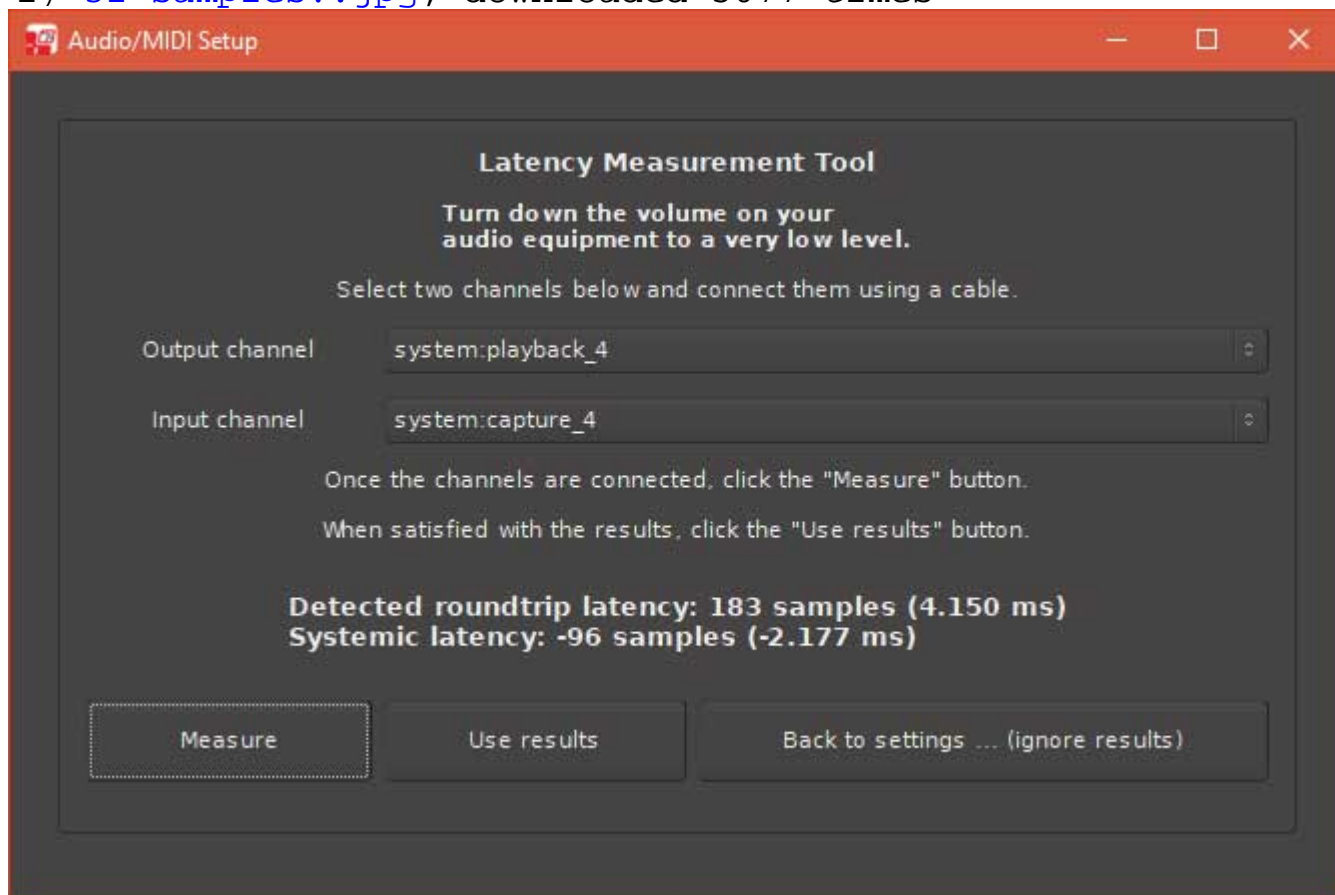 Audio/MIDI Setup
Latency Measurement Tool
Turn down the volume on your
audio equipment to a very low level.
Select two channels below and connect them using a cable.
Output channel system:playback_4
Input channel system:capture_4
Once the channels are connected, click the "Measure" button.
When satisfied with the results, click the "Use results" button.
Detected roundtrip latency: 183 samples (4.150 ms)
Systemic latency: -96 samples (-2.177 ms)
Measure Use results Back to settings ... (ignore results)